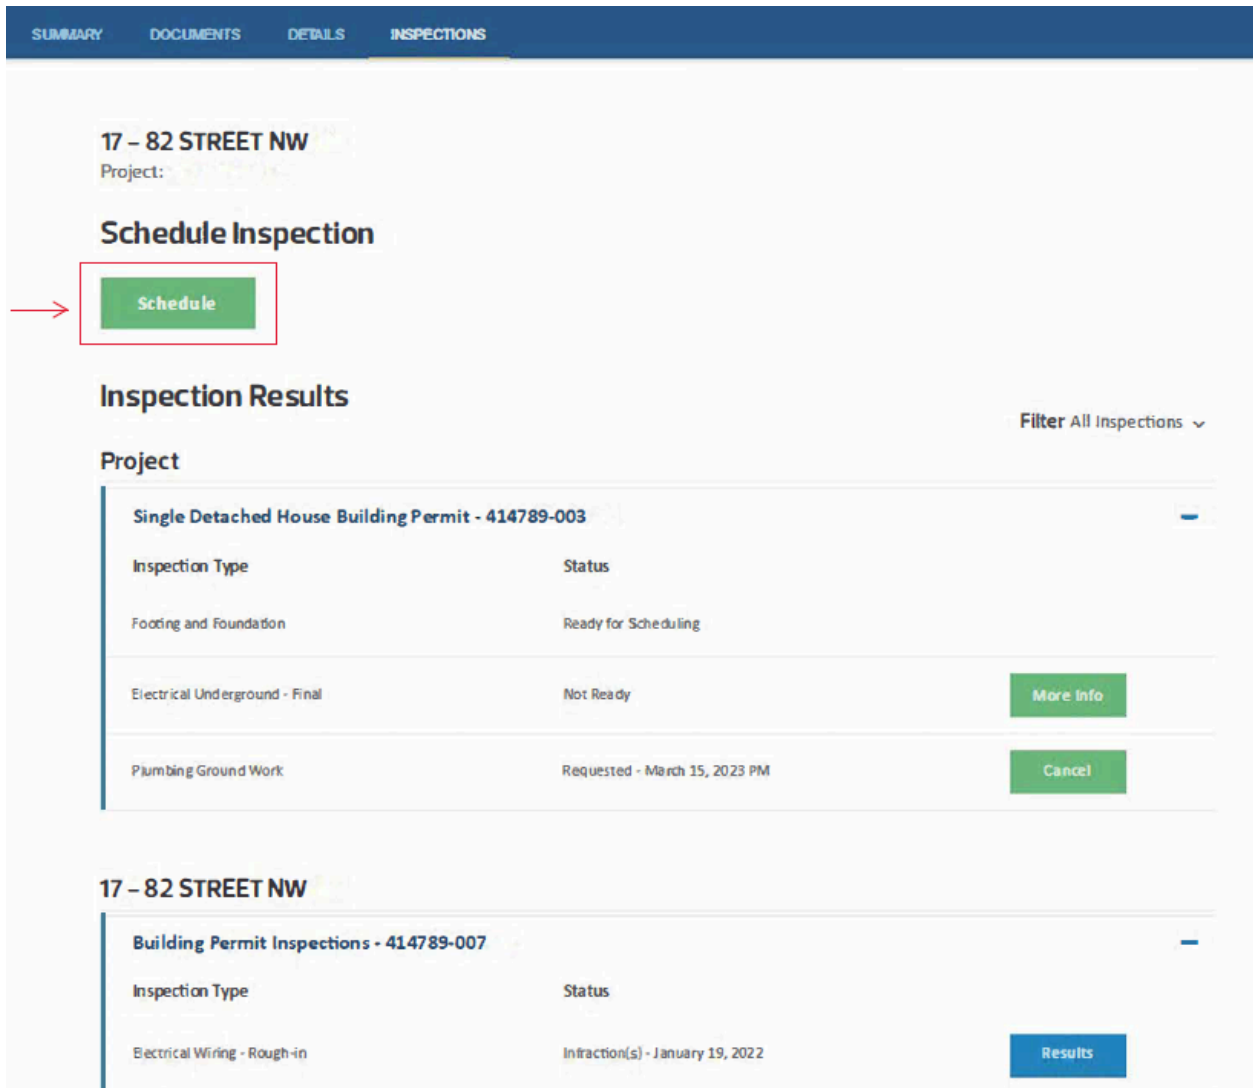 SUMMARY DOCUMENTS DETAILS INSPECTIONS
17 – 82 STREET NW
Project:
Schedule Inspection
Schedule
Inspection Results
Filter All Inspections
Project
Single Detached House Building Permit - 414789-003
Inspection Type Status
Footing and Foundation Ready for Scheduling
Electrical Underground - Final Not Ready More Info
Plumbing Ground Work Requested - March 15, 2023 PM Cancel
17 – 82 STREET NW
Building Permit Inspections - 414789-007
Inspection Type Status
Electrical Wiring - Rough-in Infraction(s) - January 19, 2022 Results